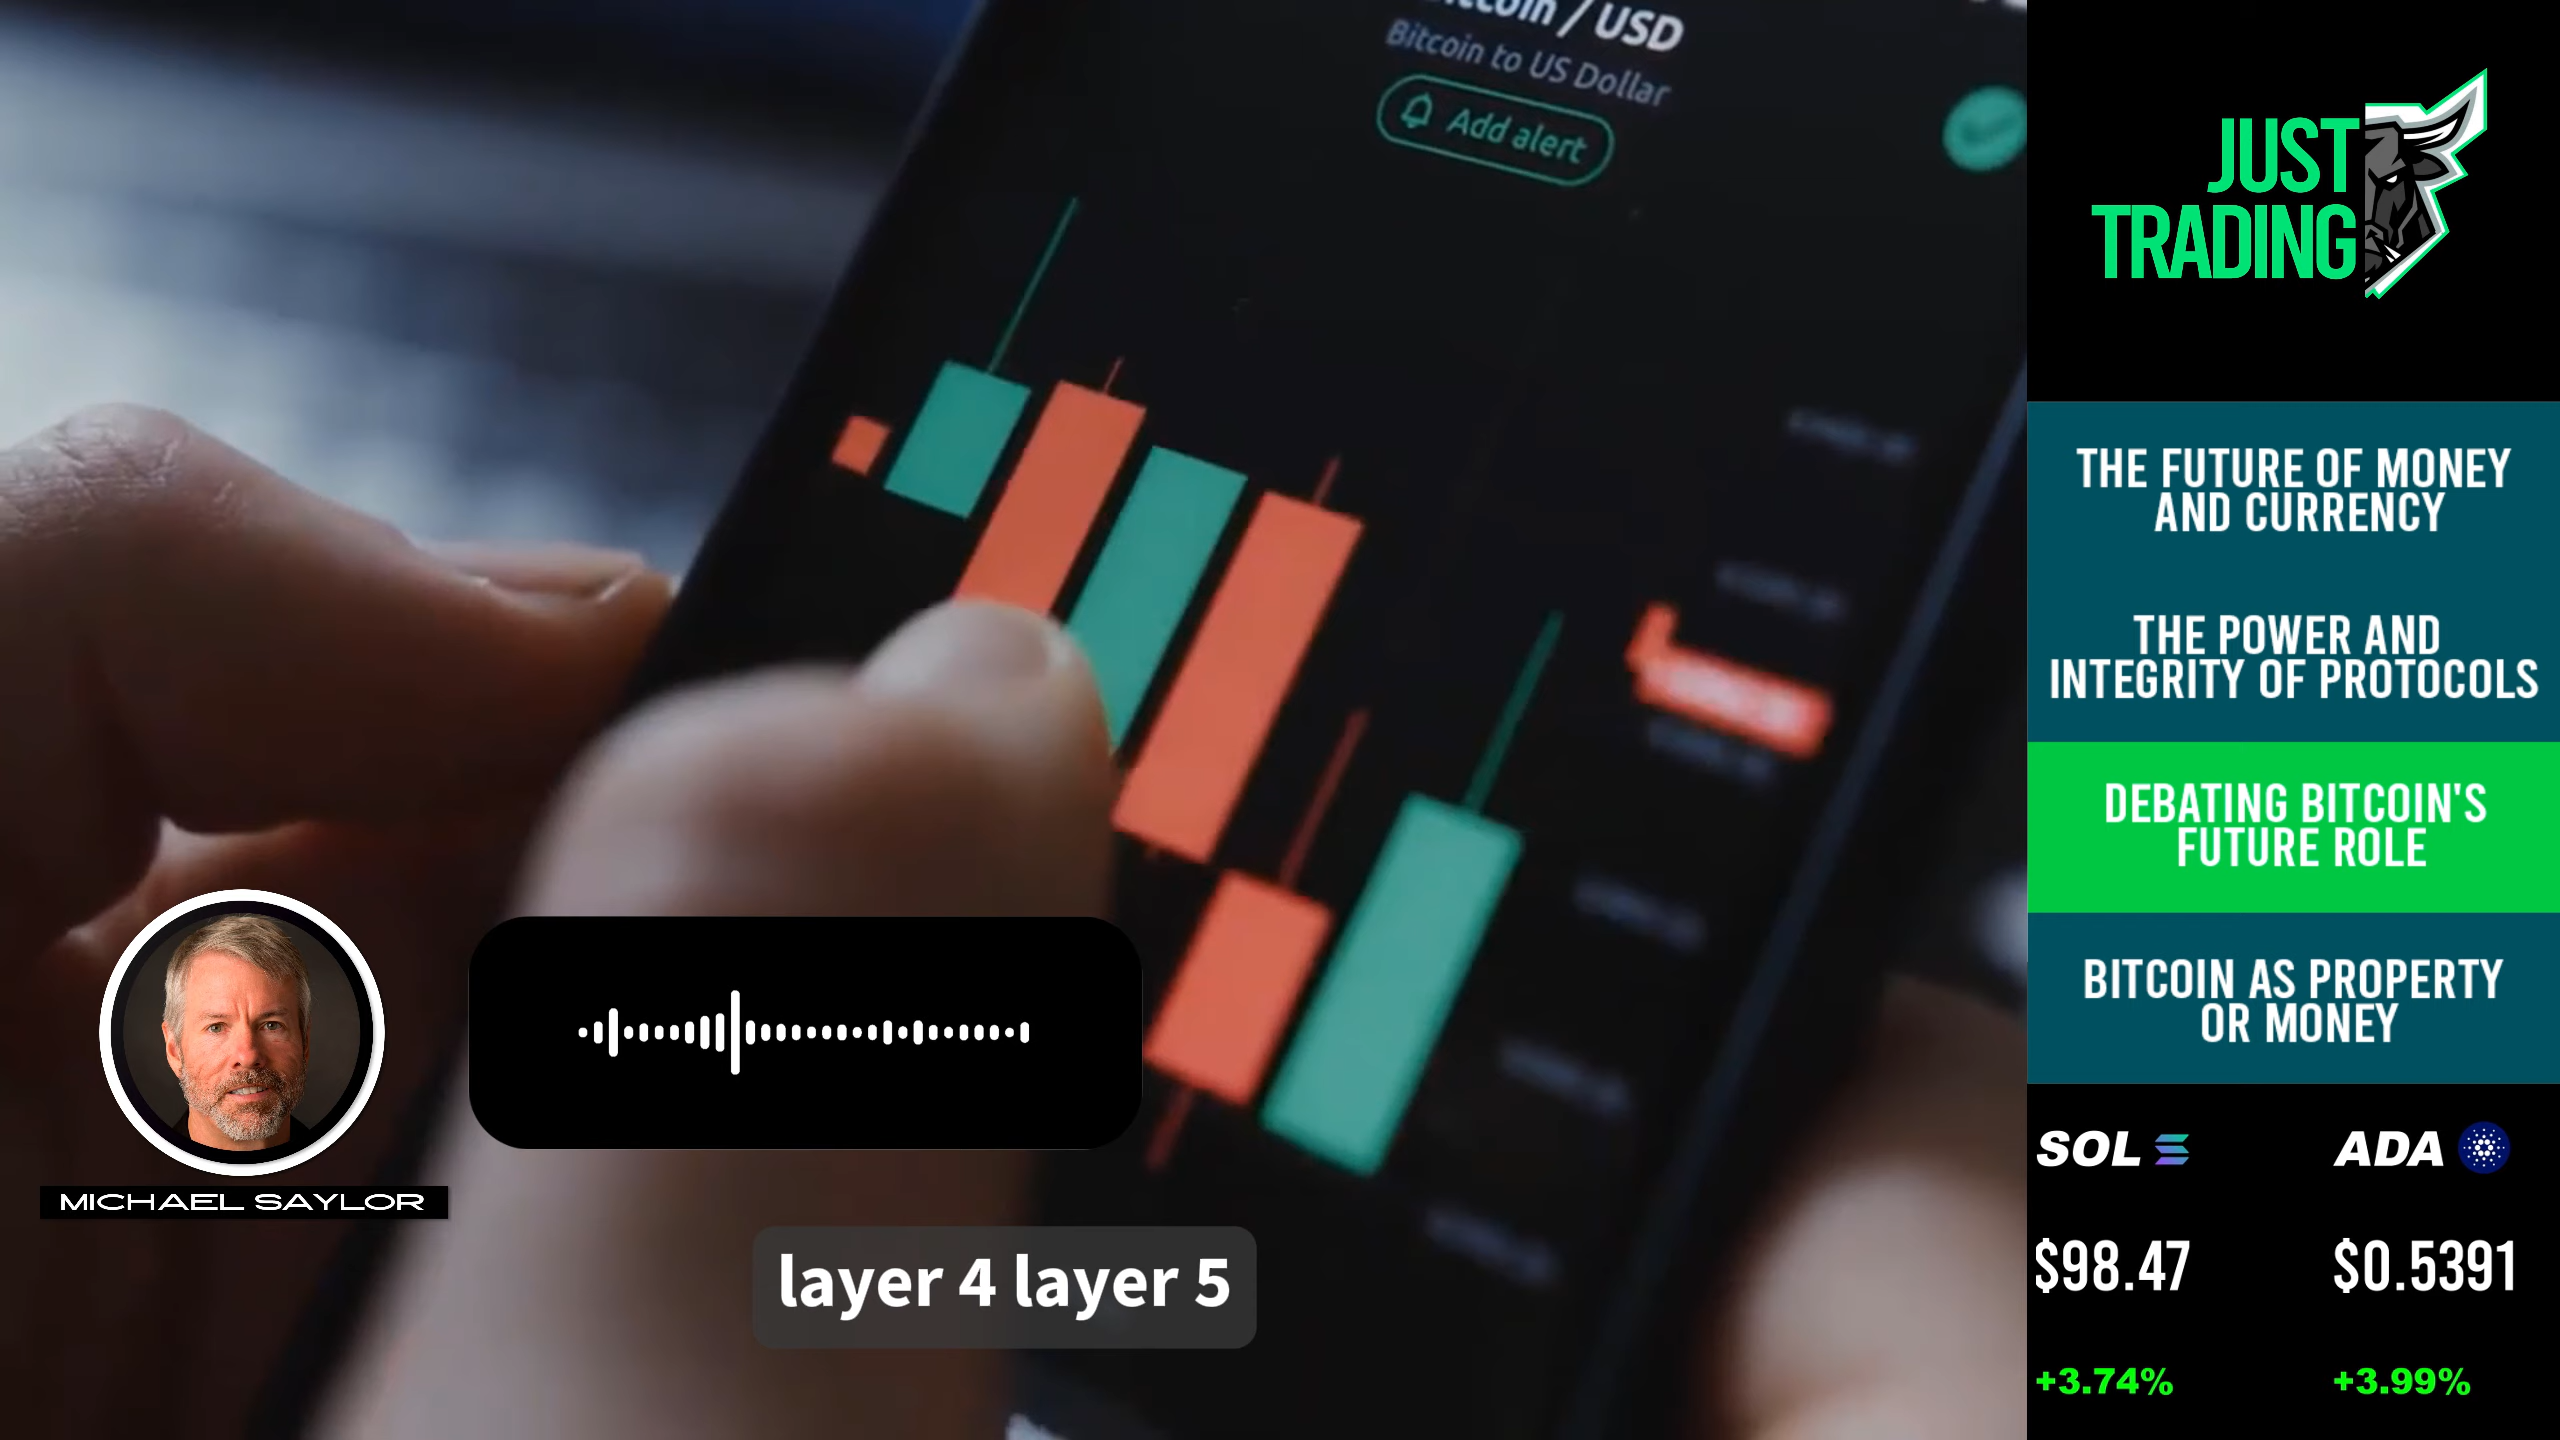 / USD
Bitcoin to US Dollar
Add alert
MICHAEL SAYLOR
layer 4 layer 5
JUST
TRADING
THE FUTURE OF MONEY
AND CURRENCY
THE POWER AND
INTEGRITY OF PROTOCOLS
DEBATING BITCOIN'S
FUTURE ROLE
BITCOIN AS PROPERTY
OR MONEY
SOL ADA
$98.47 $0.5391
+3.74% +3.99%